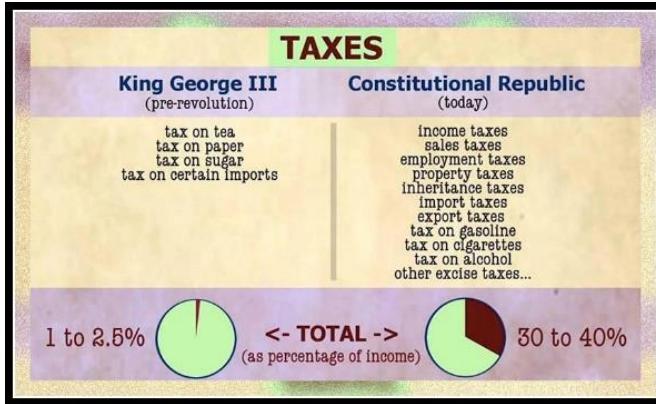 TAXES
King George III
(pre-revolution)
tax on tea
tax on paper
tax on sugar
tax on certain imports
Constitutional Republic
(today)
income taxes
sales taxes
employment taxes
property taxes
inheritance taxes
import taxes
export taxes
tax on gasoline
tax on cigarettes
tax on alcohol
other excise taxes...
1 to 2.5%
<- TOTAL ->
(as percentage of income)
30 to 40%